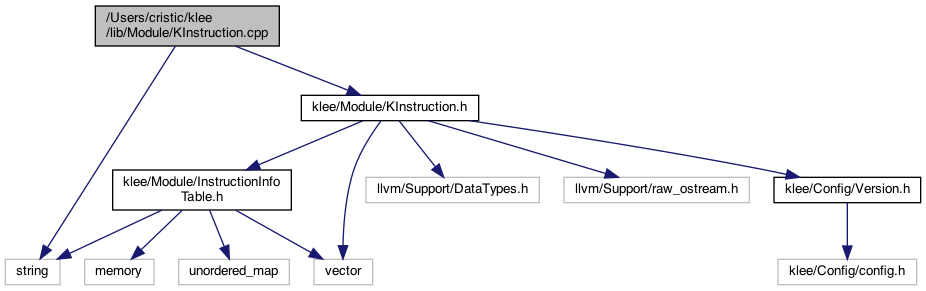 /Users/cristic/klee
/lib/Module/KInstruction.cpp
klee/Module/KInstruction.h
klee/Module/InstructionInfo
Table.h
llvm/Support/DataTypes.h
llvm/Support/raw_ostream.h
klee/Config/Version.h
string
memory
unordered_map
vector
klee/Config/config.h